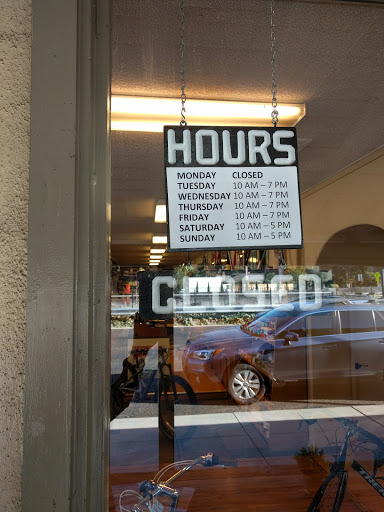 HOURS
MONDAY CLOSED
TUESDAY 10 AM – 7 PM
WEDNESDAY 10 AM – 7 PM
THURSDAY 10 AM – 7 PM
FRIDAY 10 AM – 7 PM
SATURDAY 10 AM – 5 PM
SUNDAY 10 AM – 5 PM
CLOSED